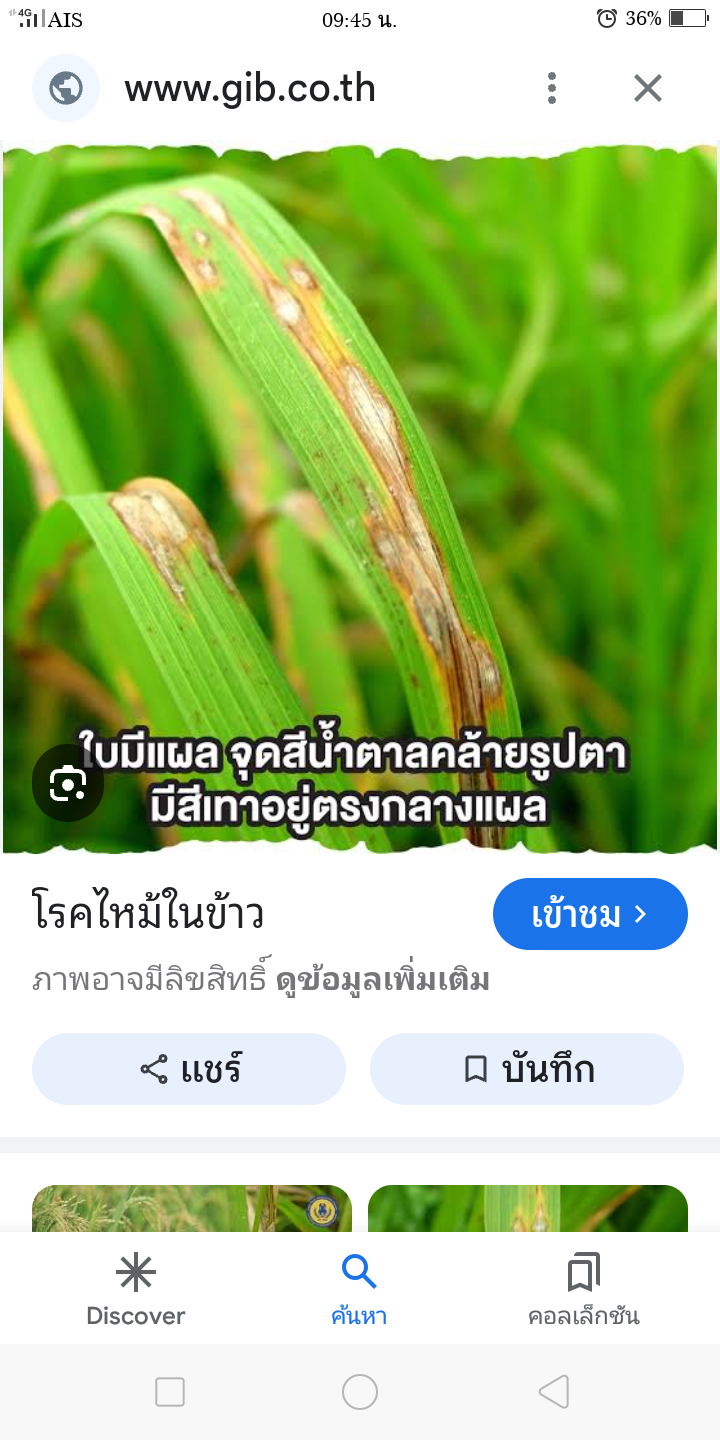 4G AIS 09:45 น. 36%
www.gib.co.th
ใบมีแผล จุดสีน้ำตาลคล้ายรูปตา
มีสีเทาอยู่ตรงกลางแผล
โรคไหม้ในข้าว เข้าชม
ภาพอาจมีลิขสิทธิ์ ดูข้อมูลเพิ่มเติม
แชร์ บันทึก
Discover ค้นหา คอลเล็กชัน